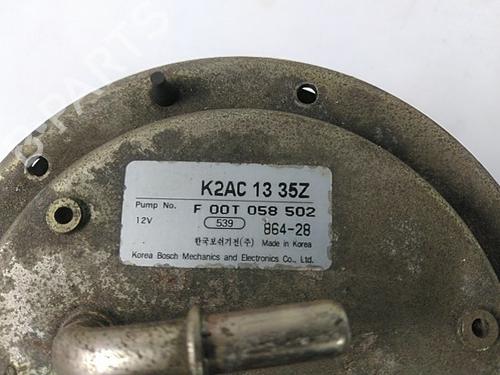 K2AC 13 35Z
Pump No. F 00T 058 502
12V 539 864-28
한국보쉬기전(주) Made in Korea
Korea Bosch Mechanics and Electronics Co., Ltd.
B-PARTS